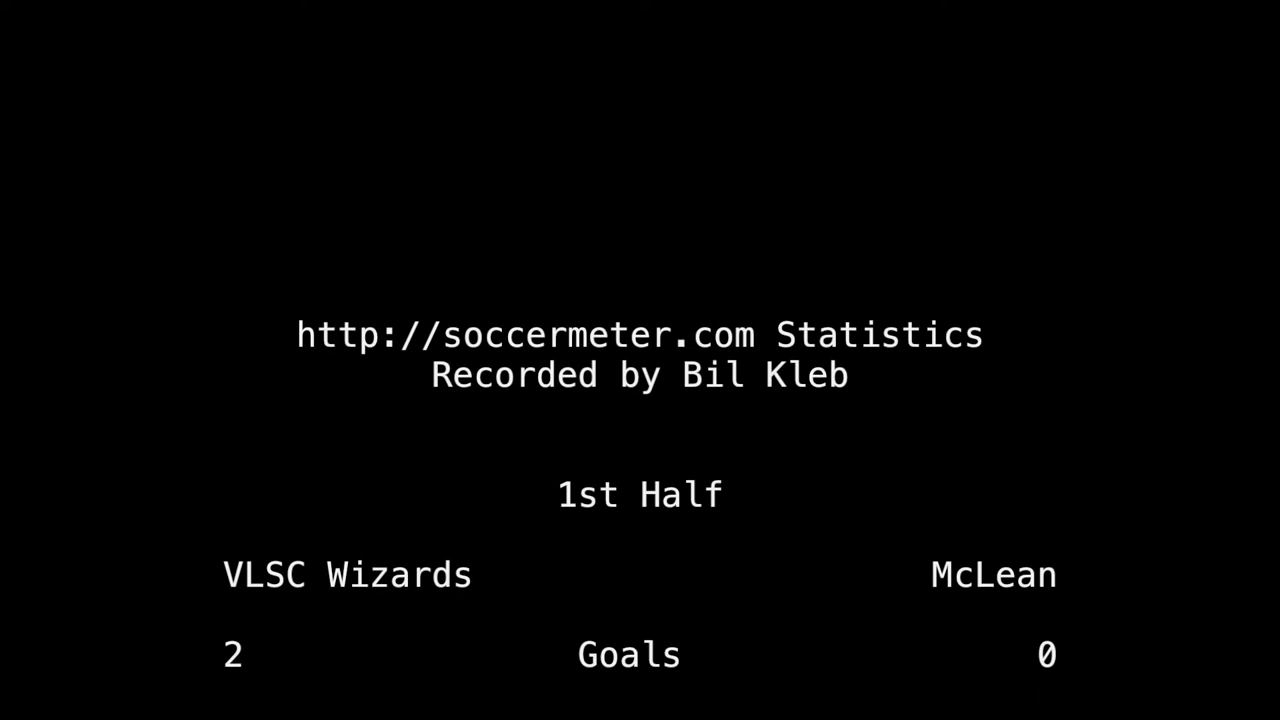 http://soccermeter.com Statistics
Recorded by Bil Kleb
1st Half
VLSC Wizards McLean
2 Goals 0